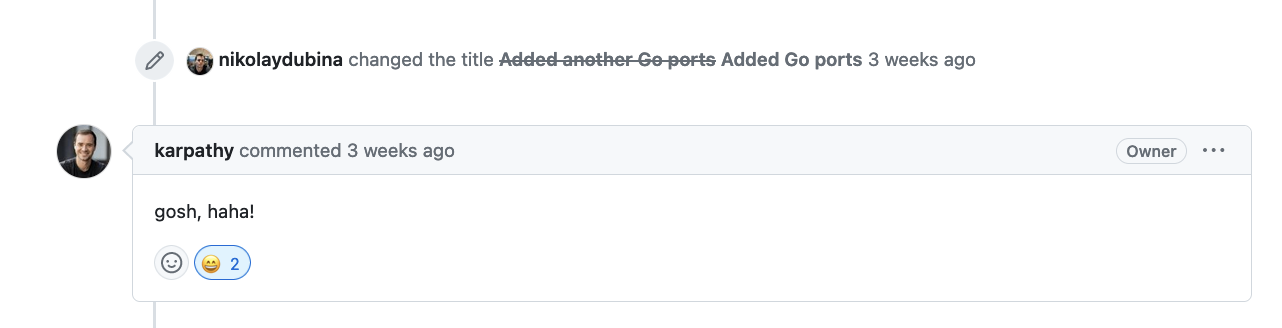 nikolaydubina changed the title Added another Go ports Added Go ports 3 weeks ago
karpathy commented 3 weeks ago Owner
gosh, haha!
2